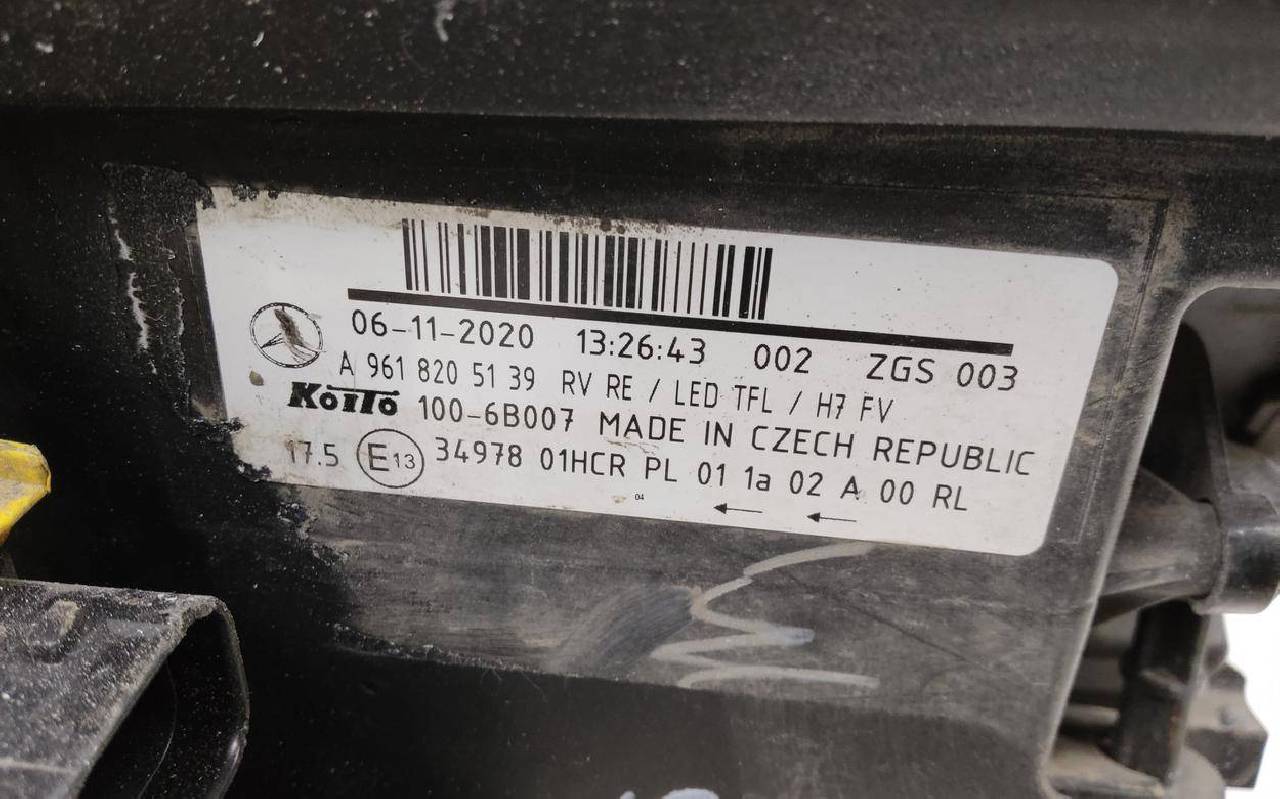 06-11-2020 13:26:43 002 ZGS 003
A 961 820 51 39 RV RE / LED TFL / H7 FV
KOITO 100-6B007 MADE IN CZECH REPUBLIC
17.5 E13 34978 01HCR PL 01 1a 02 A 00 RL
04